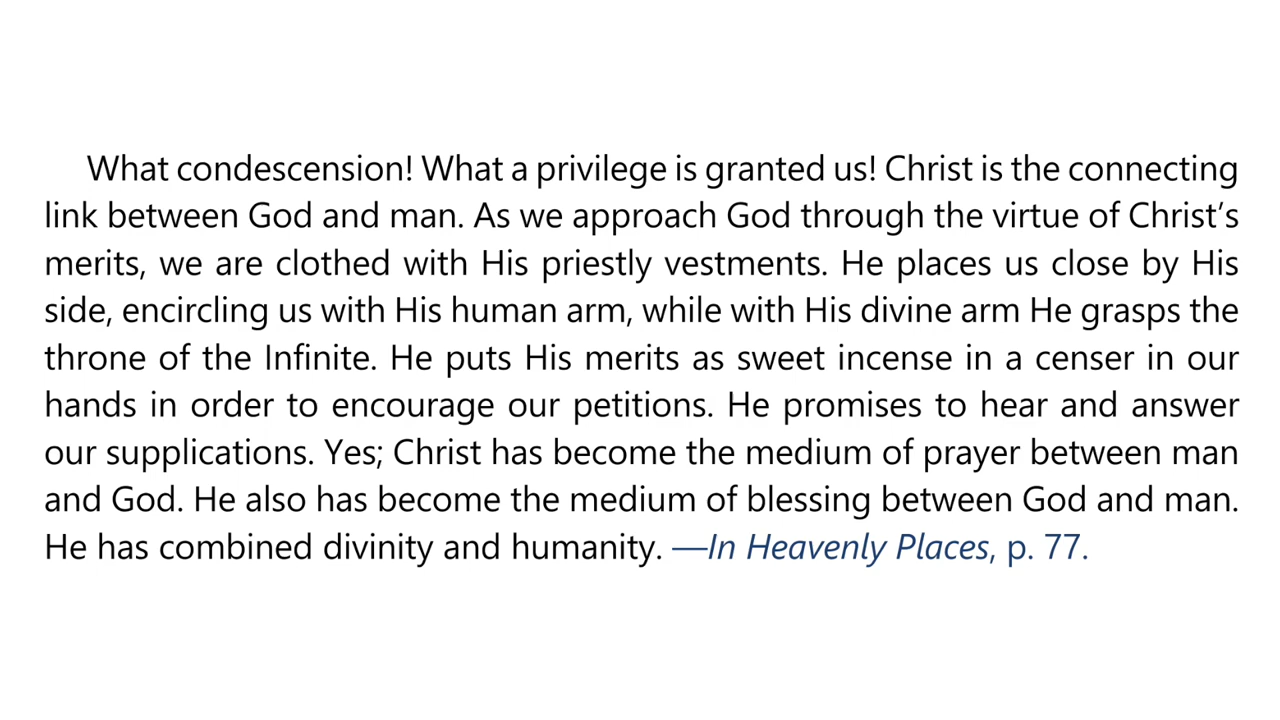 What condescension! What a privilege is granted us! Christ is the connecting
link between God and man. As we approach God through the virtue of Christ’s
merits, we are clothed with His priestly vestments. He places us close by His
side, encircling us with His human arm, while with His divine arm He grasps the
throne of the Infinite. He puts His merits as sweet incense in a censer in our
hands in order to encourage our petitions. He promises to hear and answer
our supplications. Yes; Christ has become the medium of prayer between man
and God. He also has become the medium of blessing between God and man.
He has combined divinity and humanity. —In Heavenly Places, p. 77.